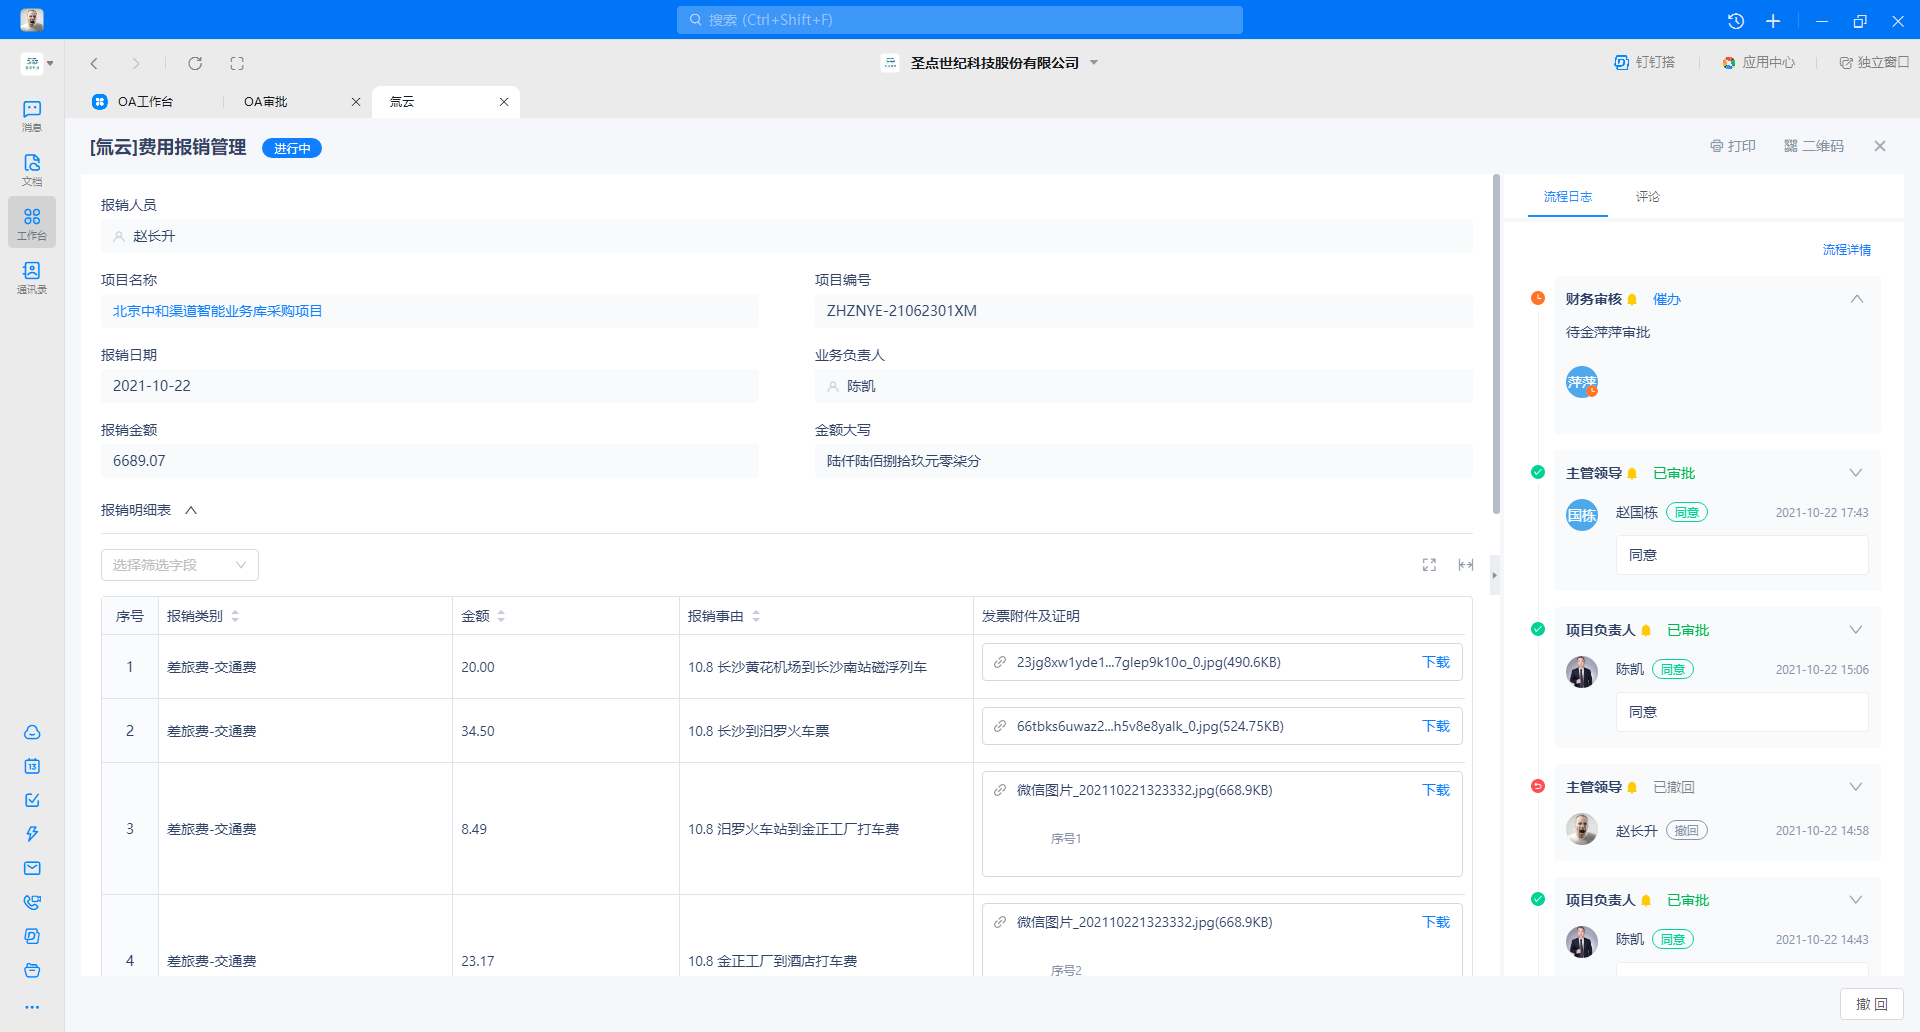 搜索 (Ctrl+Shift+F)
圣点世纪科技股份有限公司
钉钉搭
应用中心
独立窗口
OA工作台
OA审批
氚云
消息
文档
工作台
通讯录
13
[氚云]费用报销管理
进行中
打印
二维码
报销人员
赵长升
项目名称
项目编号
北京中和渠道智能业务库采购项目
ZHZNYE-21062301XM
报销日期
业务负责人
2021-10-22
陈凯
报销金额
金额大写
6689.07
陆仟陆佰捌拾玖元零柒分
报销明细表
选择筛选字段
序号 报销类别 金额 报销事由 发票附件及证明
1 差旅费-交通费 20.00 10.8 长沙黄花机场到长沙南站磁浮列车 23jg8xw1yde1...7glep9k10o_0.jpg(490.6KB) 下载
2 差旅费-交通费 34.50 10.8 长沙到汨罗火车票 66tbks6uwaz2...h5v8e8yalk_0.jpg(524.75KB) 下载
微信图片_202110221323332.jpg(668.9KB) 下载
3 差旅费-交通费 8.49 10.8 汨罗火车站到金正工厂打车费
序号1
微信图片_202110221323332.jpg(668.9KB) 下载
4 差旅费-交通费 23.17 10.8 金正工厂到酒店打车费
序号2
流程日志
评论
流程详情
财务审核 催办
待金萍萍审批
萍萍
主管领导 已审批
国栋
赵国栋 同意 2021-10-22 17:43
同意
项目负责人 已审批
陈凯 同意 2021-10-22 15:06
同意
主管领导 已撤回
赵长升 撤回 2021-10-22 14:58
项目负责人 已审批
陈凯 同意 2021-10-22 14:43
撤 回